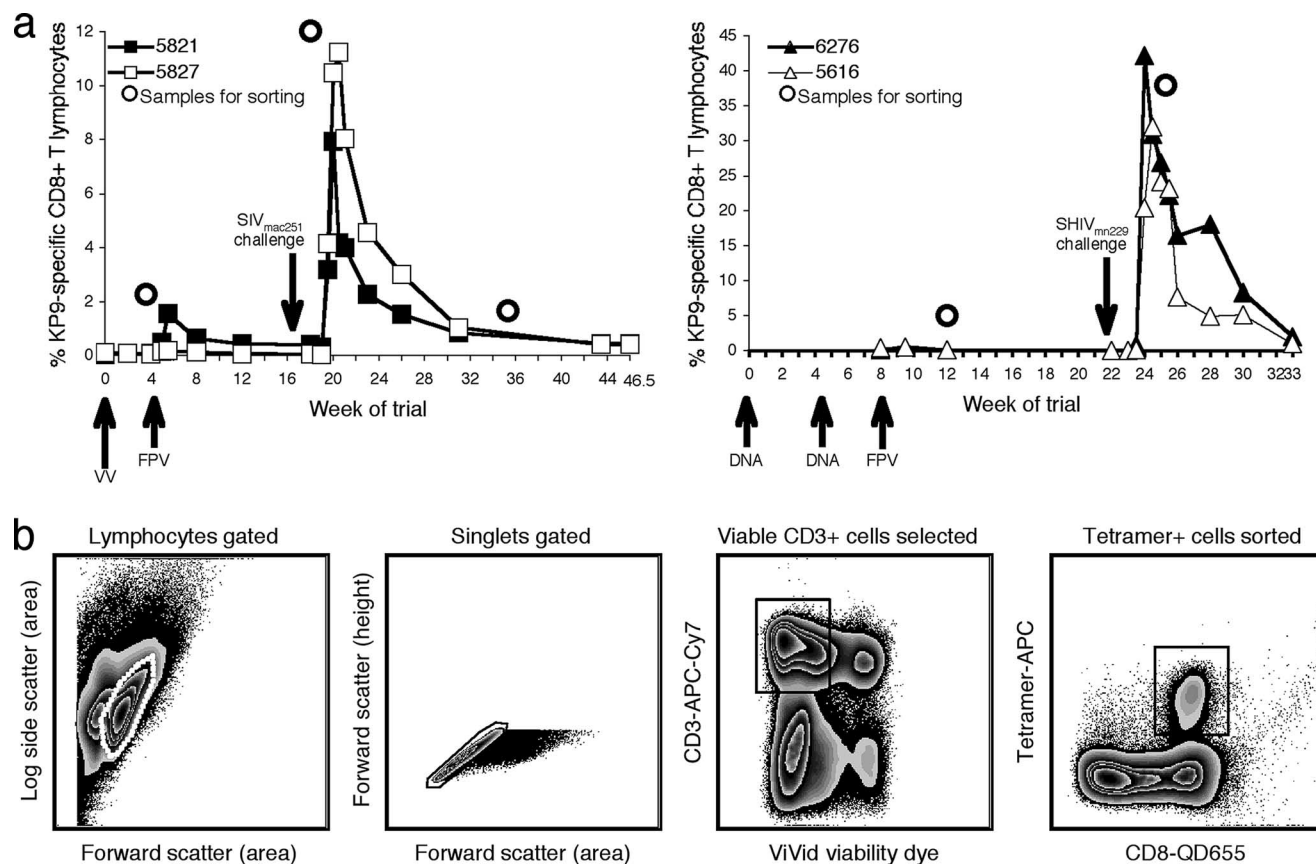 a
% KP9-specific CD8+ T lymphocytes
12
10
8
6
4
2
0
5821
5827
Samples for sorting
SIVmac251
challenge
0 4 8 12 16 20 24 28 32 36 40 44 46.5
Week of trial
VV
FPV
% KP9-specific CD8+ T lymphocytes
45
40
35
30
25
20
15
10
5
0
6276
5616
Samples for sorting
SHIVmn229
challenge
0 2 4 6 8 10 12 14 16 18 20 22 24 26 28 30 3233
Week of trial
DNA
DNA
FPV
b
Lymphocytes gated
Log side scatter (area)
Forward scatter (area)
Singlets gated
Forward scatter (height)
Forward scatter (area)
Viable CD3+ cells selected
CD3-APC-Cy7
ViVid viability dye
Tetramer+ cells sorted
Tetramer-APC
CD8-QD655